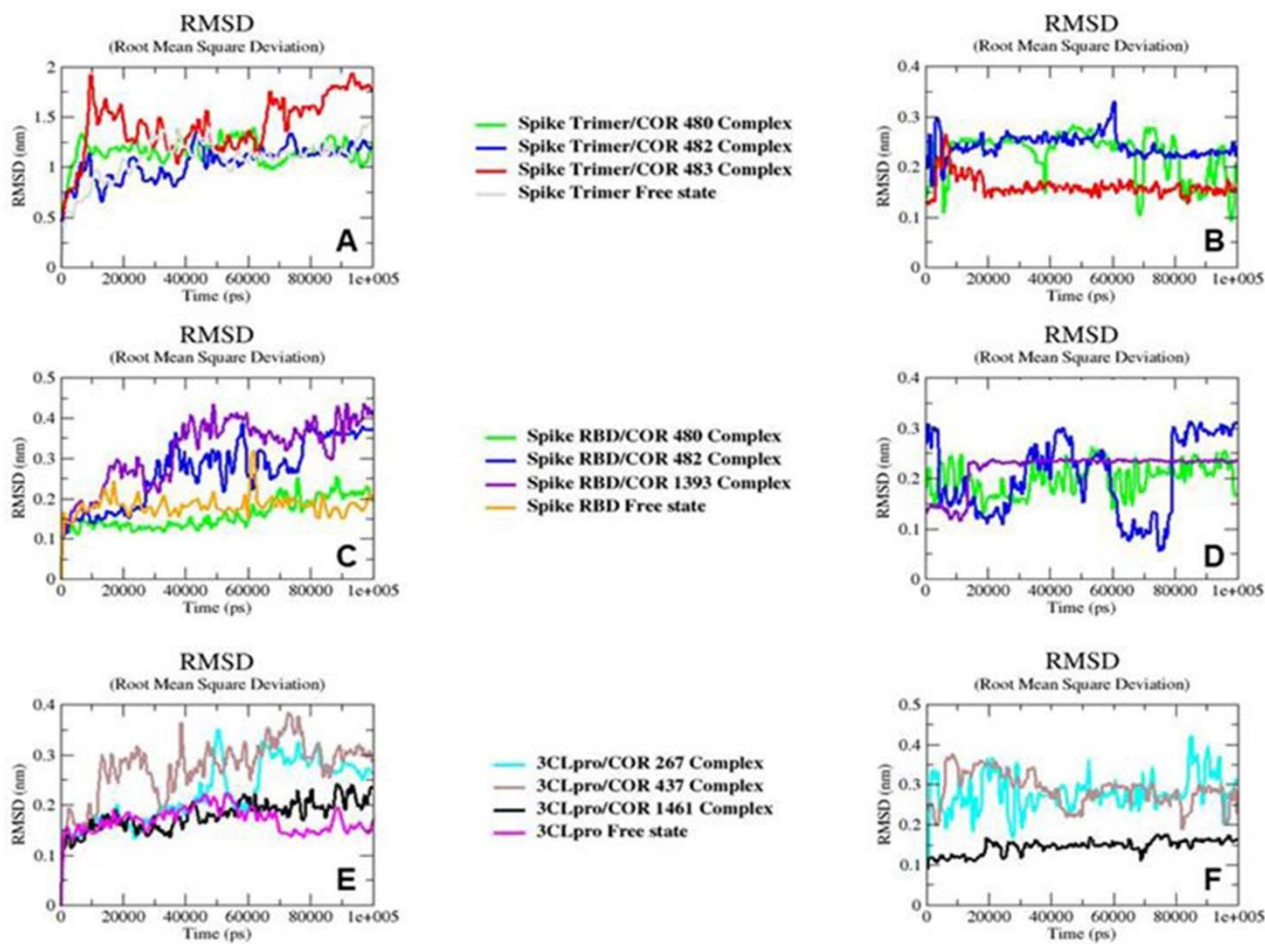 RMSD
(Root Mean Square Deviation)
2
1.5
1
0.5
0
RMSD (nm)
A
0 20000 40000 60000 80000 1e+005
Time (ps)
Spike Trimer/COR 480 Complex
Spike Trimer/COR 482 Complex
Spike Trimer/COR 483 Complex
Spike Trimer Free state
RMSD
(Root Mean Square Deviation)
0.4
0.3
0.2
0.1
0
RMSD (nm)
B
0 20000 40000 60000 80000 1e+005
Time (ps)
RMSD
(Root Mean Square Deviation)
0.5
0.4
0.3
0.2
0.1
0
RMSD (nm)
C
0 20000 40000 60000 80000 1e+005
Time (ps)
Spike RBD/COR 480 Complex
Spike RBD/COR 482 Complex
Spike RBD/COR 1393 Complex
Spike RBD Free state
RMSD
(Root Mean Square Deviation)
0.4
0.3
0.2
0.1
0
RMSD (nm)
D
0 20000 40000 60000 80000 1e+005
Time (ps)
RMSD
(Root Mean Square Deviation)
0.4
0.3
0.2
0.1
0
RMSD (nm)
E
0 20000 40000 60000 80000 1e+005
Time (ps)
3CLpro/COR 267 Complex
3CLpro/COR 437 Complex
3CLpro/COR 1461 Complex
3CLpro Free state
RMSD
(Root Mean Square Deviation)
0.5
0.4
0.3
0.2
0.1
0
RMSD (nm)
F
0 20000 40000 60000 80000 1e+005
Time (ps)